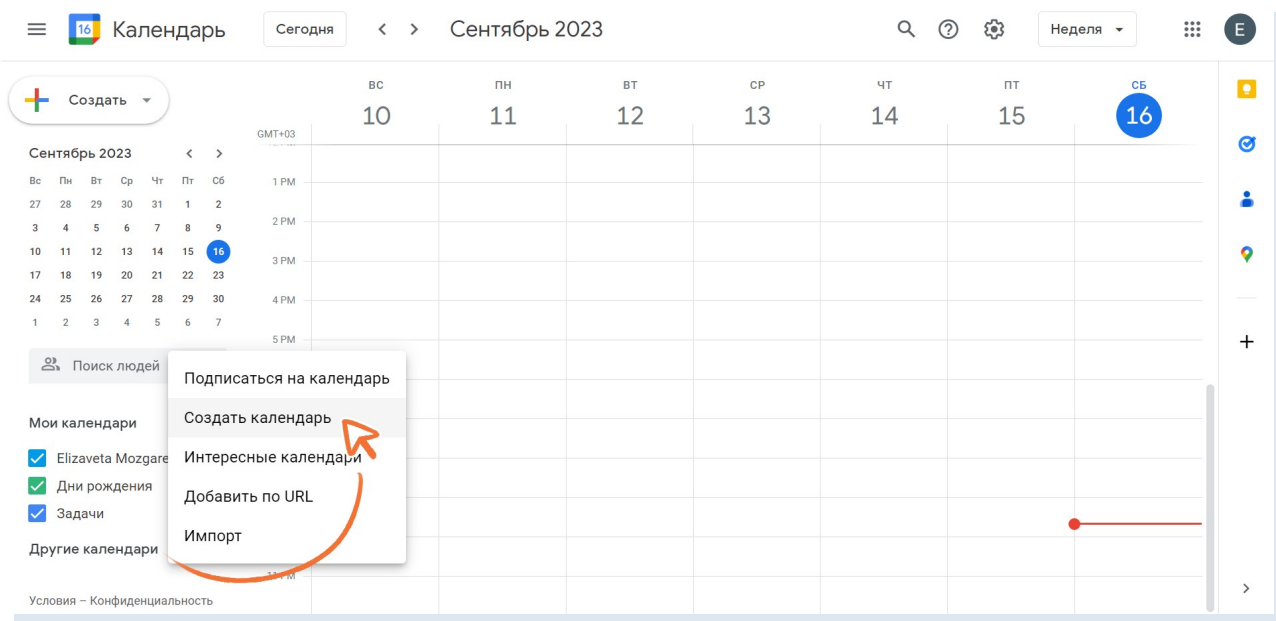 16 Календарь Сегодня Сентябрь 2023 Неделя E
Создать
ВС ПН ВТ СР ЧТ ПТ СБ
10 11 12 13 14 15 16
GMT+03
Сентябрь 2023
Вс Пн Вт Ср Чт Пт Сб
27 28 29 30 31 1 2
3 4 5 6 7 8 9
10 11 12 13 14 15 16
17 18 19 20 21 22 23
24 25 26 27 28 29 30
1 2 3 4 5 6 7
1 PM
2 PM
3 PM
4 PM
5 PM
Поиск людей
Подписаться на календарь
Создать календарь
Интересные календари
Добавить по URL
Импорт
Мои календари
Elizaveta Mozgare
Дни рождения
Задачи
Другие календари
Условия – Конфиденциальность